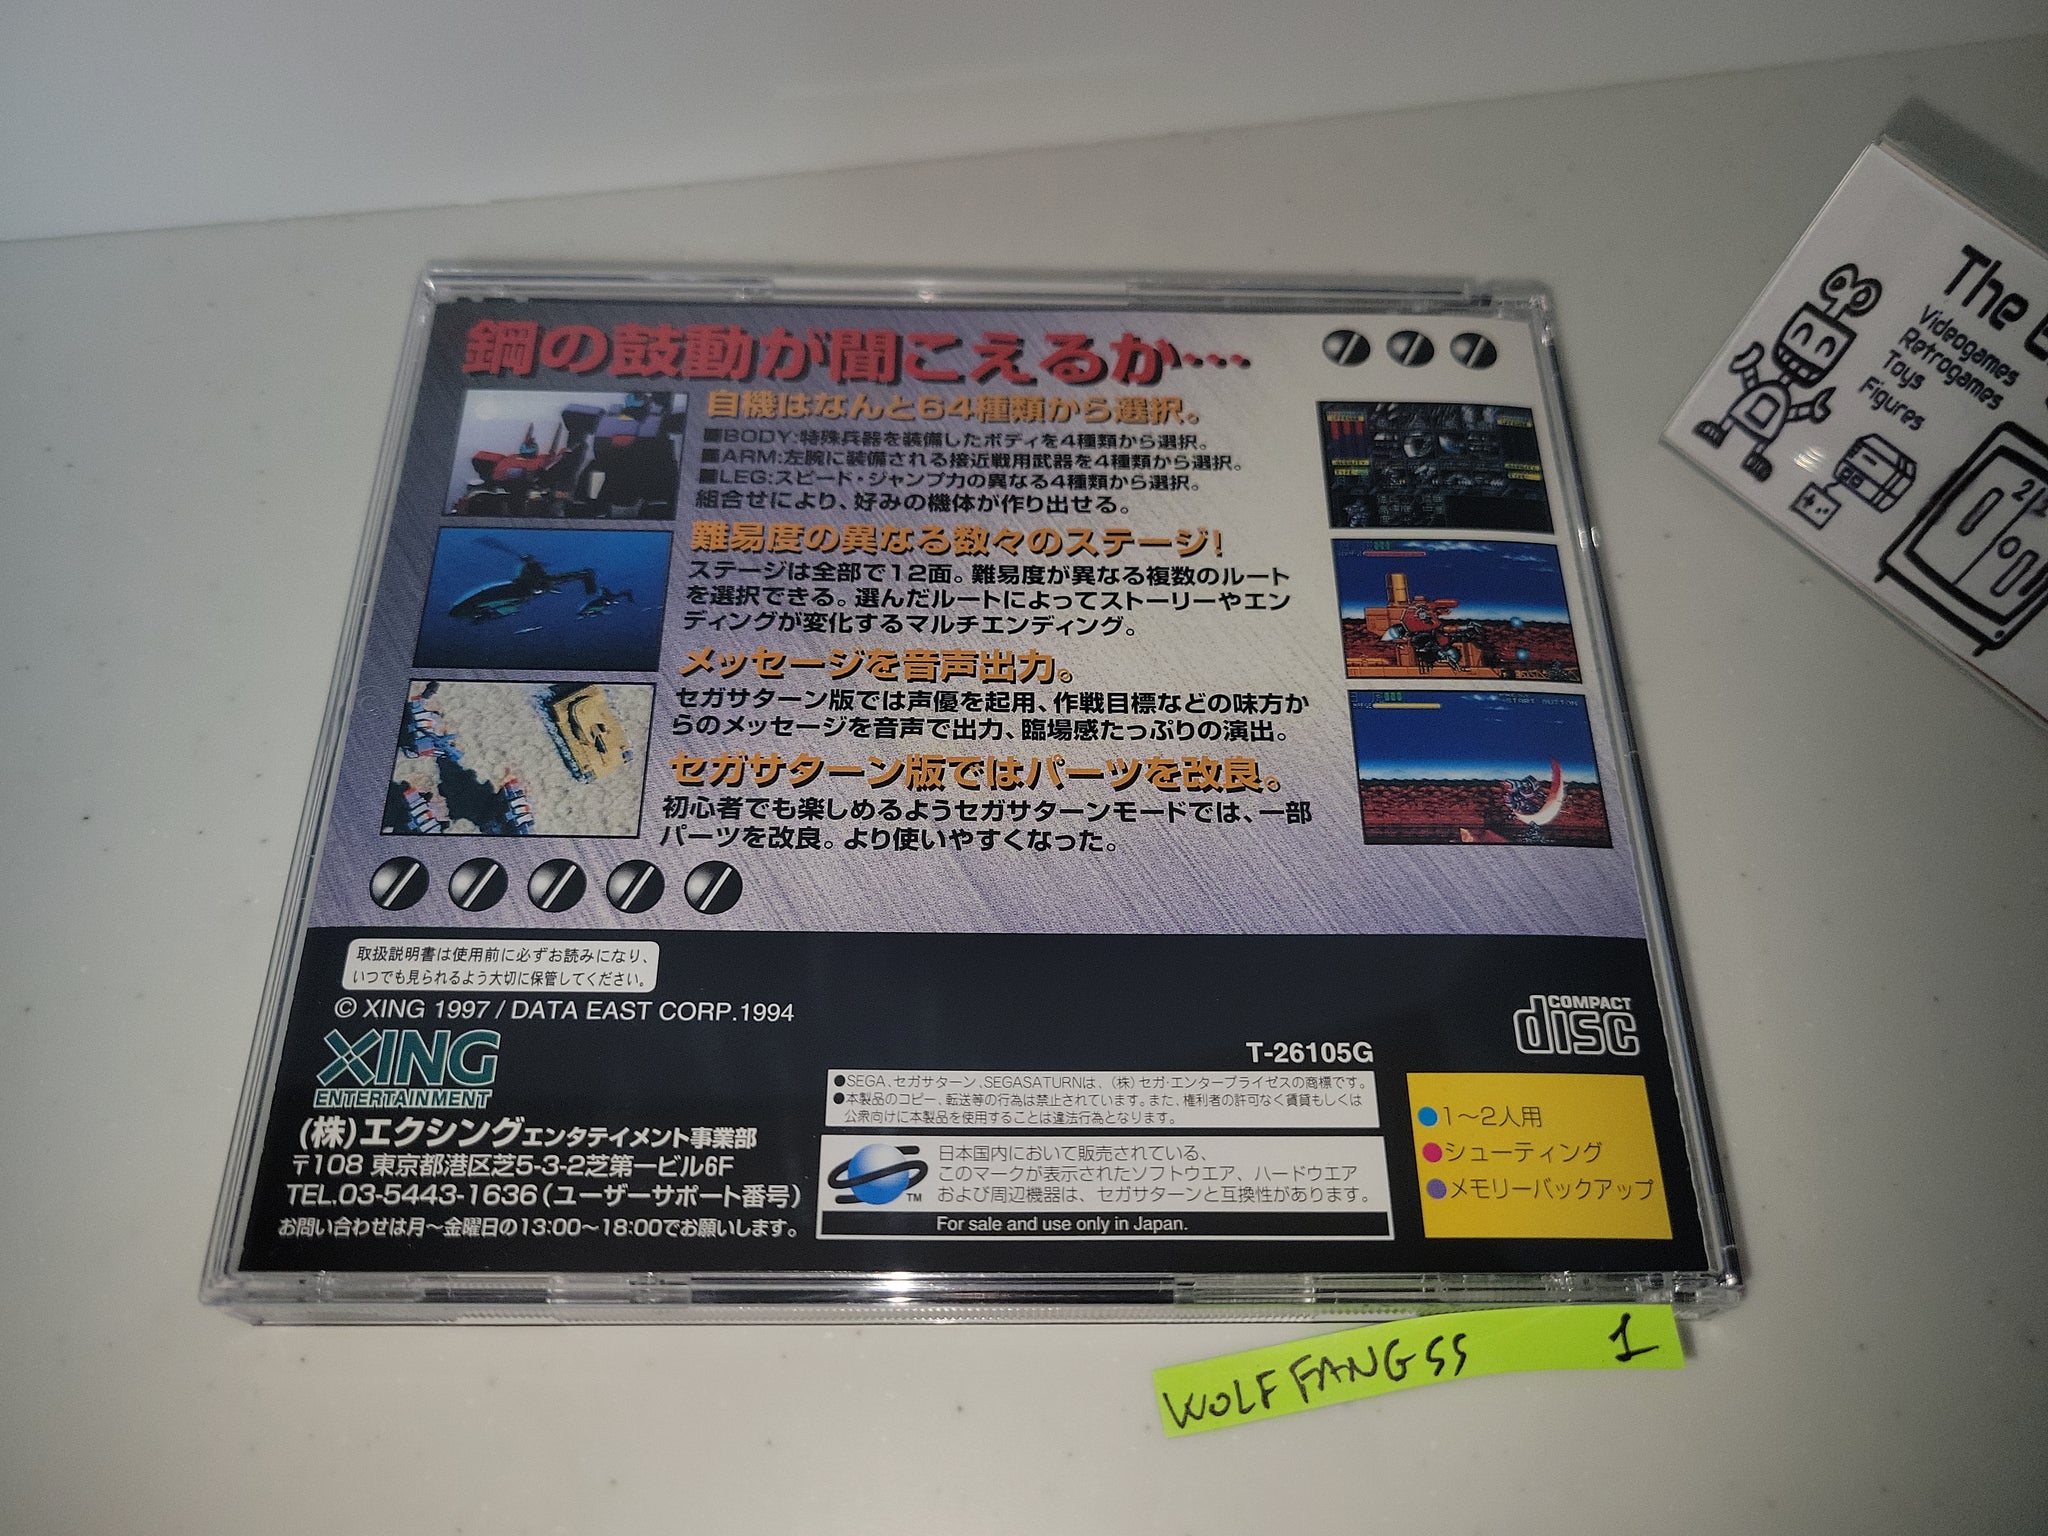 鋼の鼓動が聞こえるか…
自機はなんと64種類から選択。
■BODY:特殊兵器を装備したボディを4種類から選択。
■ARM:左腕に装備される接近戦用武器を4種類から選択。
■LEG:スピード・ジャンプ力の異なる4種類から選択。
組合せにより、好みの機体が作り出せる。
難易度の異なる数々のステージ!
ステージは全部で12面。難易度が異なる複数のルート
を選択できる。選んだルートによってストーリーやエン
ディングが変化するマルチエンディング。
メッセージを音声出力。
セガサターン版では声優を起用、作戦目標などの味方か
らのメッセージを音声で出力、臨場感たっぷりの演出。
セガサターン版ではパーツを改良。
初心者でも楽しめるようセガサターンモードでは、一部
パーツを改良。より使いやすくなった。
取扱説明書は使用前に必ずお読みになり、
いつでも見られるよう大切に保管してください。
© XING 1997 / DATA EAST CORP.1994
XING
ENTERTAINMENT
(株)エクシングエンタテイメント事業部
〒108 東京都港区芝5-3-2芝第一ビル6F
TEL.03-5443-1636(ユーザーサポート番号)
お問い合わせは月〜金曜日の13:00〜18:00でお願いします。
T-26105G
●SEGA、セガサターン、SEGASATURNは、(株)セガ・エンタープライゼスの商標です。
●本製品のコピー、転送等の行為は禁止されています。また、権利者の許可なく賃貸もしくは
公衆向けに本製品を使用することは違法行為となります。
日本国内において販売されている、
このマークが表示されたソフトウエア、ハードウエア
および周辺機器は、セガサターンと互換性があります。
TM
For sale and use only in Japan.
COMPACT
disc
●1〜2人用
●シューティング
●メモリーバックアップ
WOLF FANG SS 1
The
Videogames
Retrogames
Toys
Figures